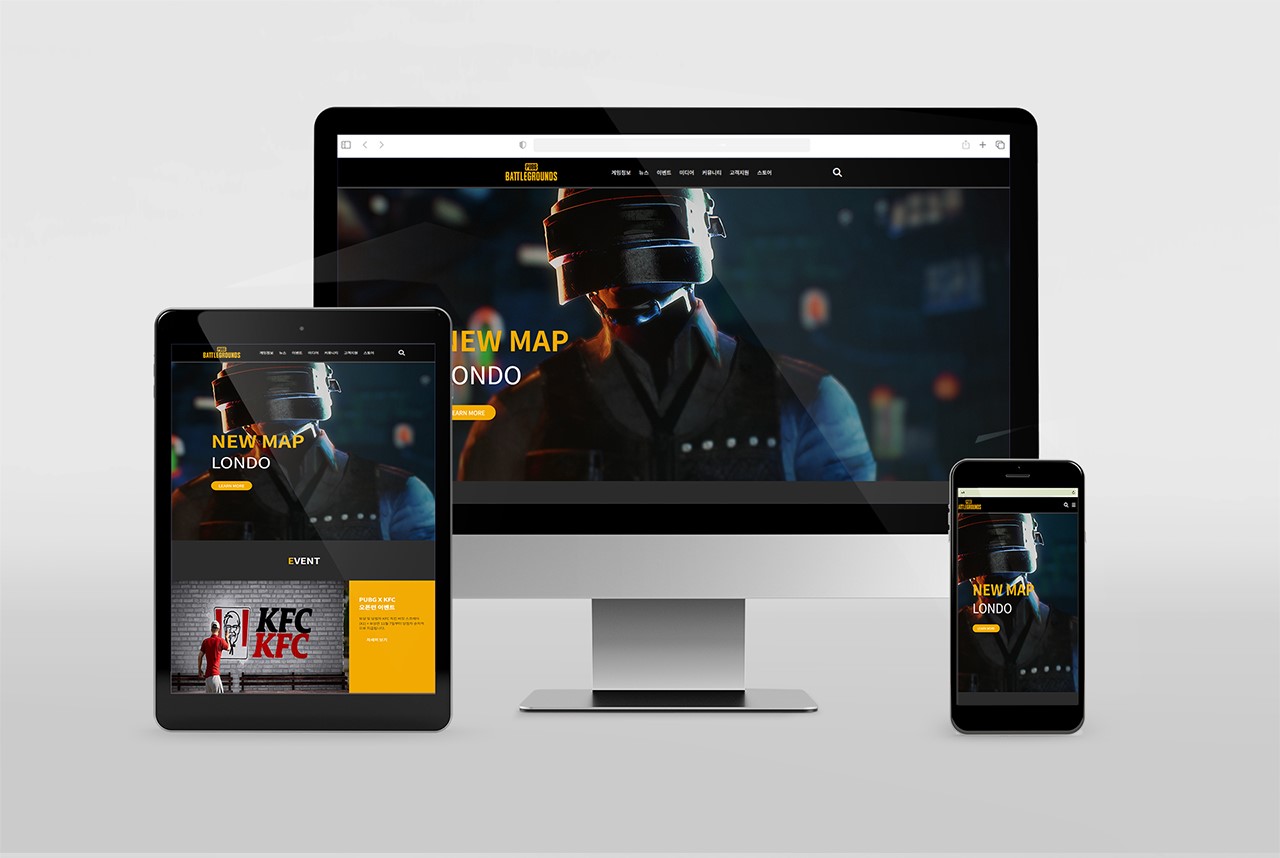 PUBG
BATTLEGROUNDS
게임정보 뉴스 이벤트 미디어 커뮤니티 고객지원 스토어
NEW MAP
LONDO
LEARN MORE
PUBG
BATTLEGROUNDS
게임정보 뉴스 이벤트 미디어 커뮤니티 고객지원 스토어
NEW MAP
LONDO
LEARN MORE
EVENT
KFC
KFC
PUBG X KFC
오픈런 이벤트
자세히 보기
PUBG
BATTLEGROUNDS
NEW MAP
LONDO
LEARN MORE